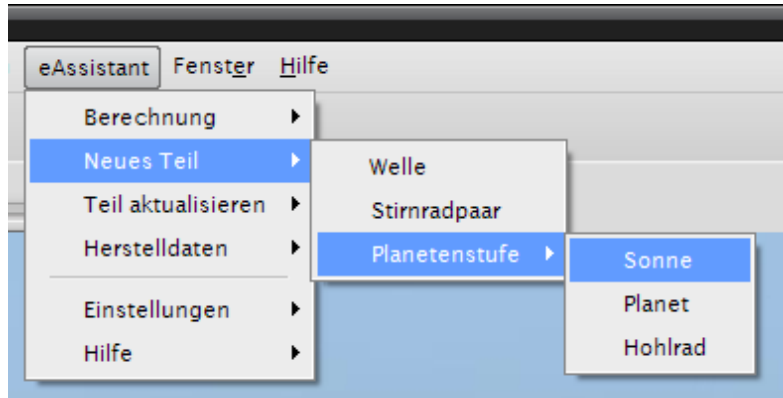 eAssistant Fenster Hilfe
Berechnung
Neues Teil
Welle
Teil aktualisieren
Stirnradpaar
Herstelldaten
Planetenstufe
Sonne
Einstellungen
Planet
Hilfe
Hohlrad